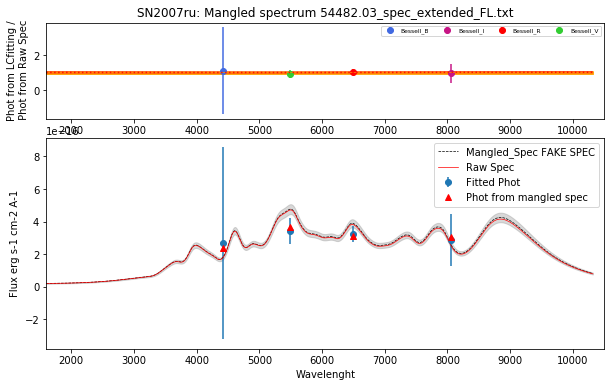 SN2007ru: Mangled spectrum 54482.03_spec_extended_FL.txt
Phot from LCfitting /
Phot from Raw Spec
2
0
Bessell_B
Bessell_I
Bessell_R
Bessell_V
2000 3000 4000 5000 6000 7000 8000 9000 10000
1e−16
Flux erg s-1 cm-2 A-1
8
6
4
2
0
−2
Mangled_Spec FAKE SPEC
Raw Spec
Fitted Phot
Phot from mangled spec
2000 3000 4000 5000 6000 7000 8000 9000 10000
Wavelenght